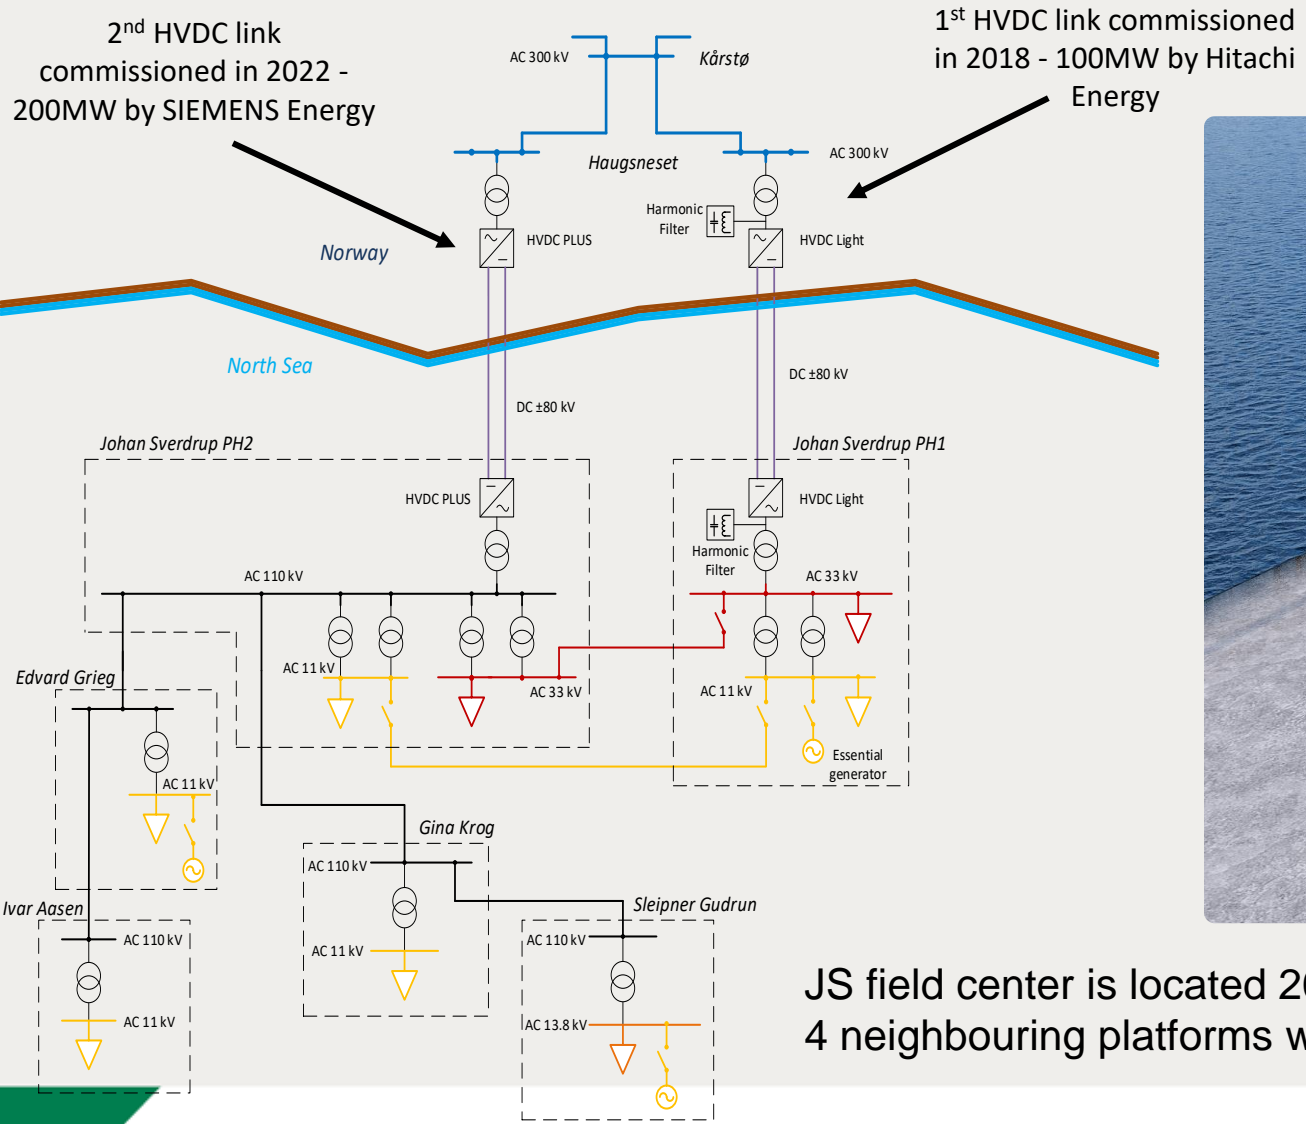 2nd HVDC link
commissioned in 2022 -
200MW by SIEMENS Energy
1st HVDC link commissioned
in 2018 - 100MW by Hitachi
Energy
AC 300 kV
Kårstø
Haugsneset
AC 300 kV
Harmonic
Filter
HVDC PLUS
HVDC Light
Norway
North Sea
DC ±80 kV
DC ±80 kV
Johan Sverdrup PH2
Johan Sverdrup PH1
HVDC PLUS
HVDC Light
Harmonic
Filter
AC 110 kV
AC 33 kV
AC 11 kV
AC 33 kV
AC 11 kV
Edvard Grieg
Essential
generator
AC 11 kV
Gina Krog
AC 110 kV
Ivar Aasen
Sleipner Gudrun
AC 110 kV
AC 110 kV
AC 11 kV
AC 11 kV
AC 13.8 kV
JS field center is located
4 neighbouring platforms